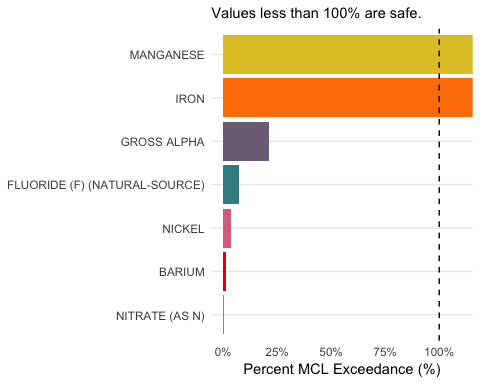 Values less than 100% are safe.
MANGANESE
IRON
GROSS ALPHA
FLUORIDE (F) (NATURAL-SOURCE)
NICKEL
BARIUM
NITRATE (AS N)
0% 25% 50% 75% 100%
Percent MCL Exceedance (%)